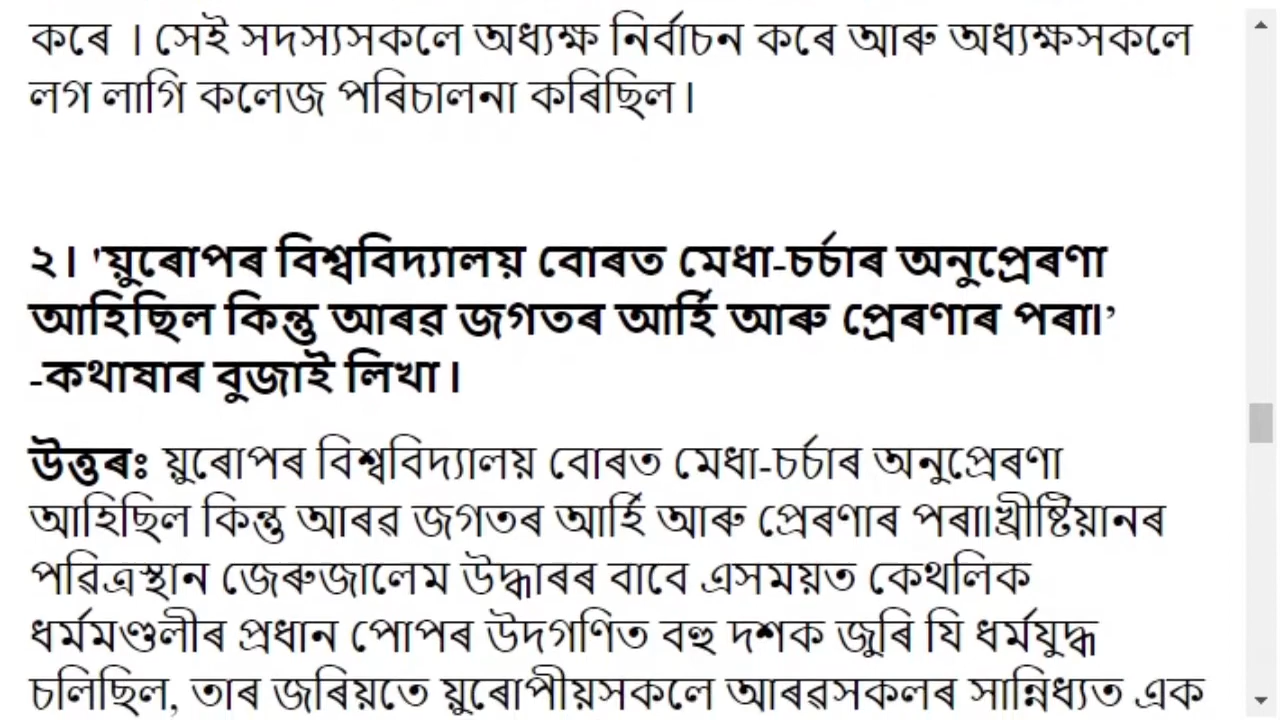 কৰে । সেই সদস্যসকলে অধ্যক্ষ নিৰ্বাচন কৰে আৰু অধ্যক্ষসকলে
লগ লাগি কলেজ পৰিচালনা কৰিছিল।
২। 'য়ুৰোপৰ বিশ্ববিদ্যালয় বোৰত মেধা-চৰ্চাৰ অনুপ্ৰেৰণা
আহিছিল কিন্তু আৰৱ জগতৰ আৰ্হি আৰু প্ৰেৰণাৰ পৰা।’
-কথাষাৰ বুজাই লিখা।
উত্তৰঃ য়ুৰোপৰ বিশ্ববিদ্যালয় বোৰত মেধা-চৰ্চাৰ অনুপ্ৰেৰণা
আহিছিল কিন্তু আৰৱ জগতৰ আৰ্হি আৰু প্ৰেৰণাৰ পৰা।খ্ৰীষ্টিয়ানৰ
পৱিত্ৰস্থান জেৰুজালেম উদ্ধাৰৰ বাবে এসময়ত কেথলিক
ধৰ্মমণ্ডলীৰ প্ৰধান পোপৰ উদগণিত বহু দশক জুৰি যি ধৰ্মযুদ্ধ
চলিছিল, তাৰ জৰিয়তে য়ুৰোপীয়সকলে আৰৱসকলৰ সান্নিধ্যত এক